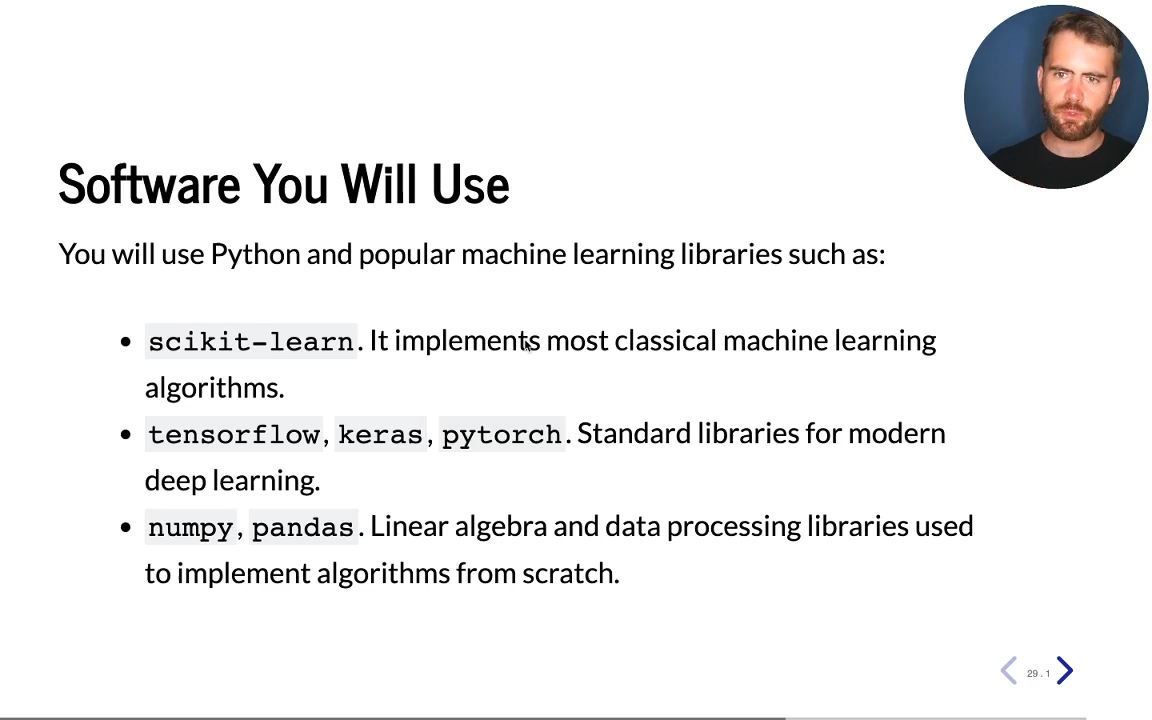 Software You Will Use
You will use Python and popular machine learning libraries such as:
• scikit-learn. It implements most classical machine learning
algorithms.
• tensorflow, keras, pytorch. Standard libraries for modern
deep learning.
• numpy, pandas. Linear algebra and data processing libraries used
to implement algorithms from scratch.
29 . 1